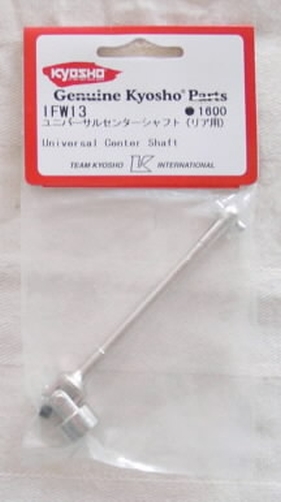 KYOSHO
Genuine Kyosho® Parts
IFW13 ●1600
ユニバーサルセンターシャフト (リア用)
Universal Center Shaft
TEAM KYOSHO K INTERNATIONAL